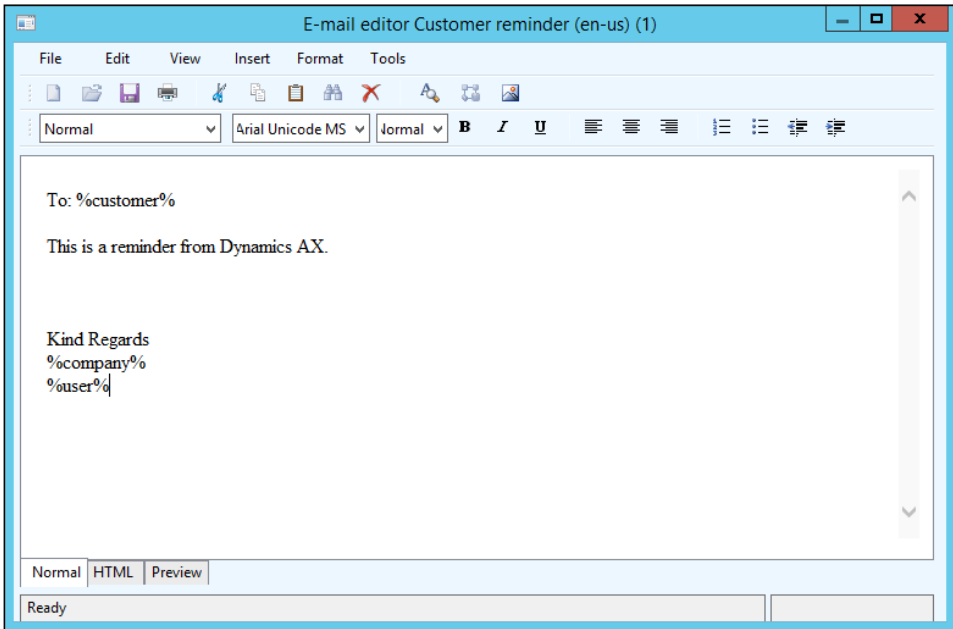 E-mail editor Customer reminder (en-us) (1)
File Edit View Insert Format Tools
Normal Arial Unicode MS Normal B I U
To: %customer%
This is a reminder from Dynamics AX.
Kind Regards
%company%
%user%
Normal HTML Preview
Ready